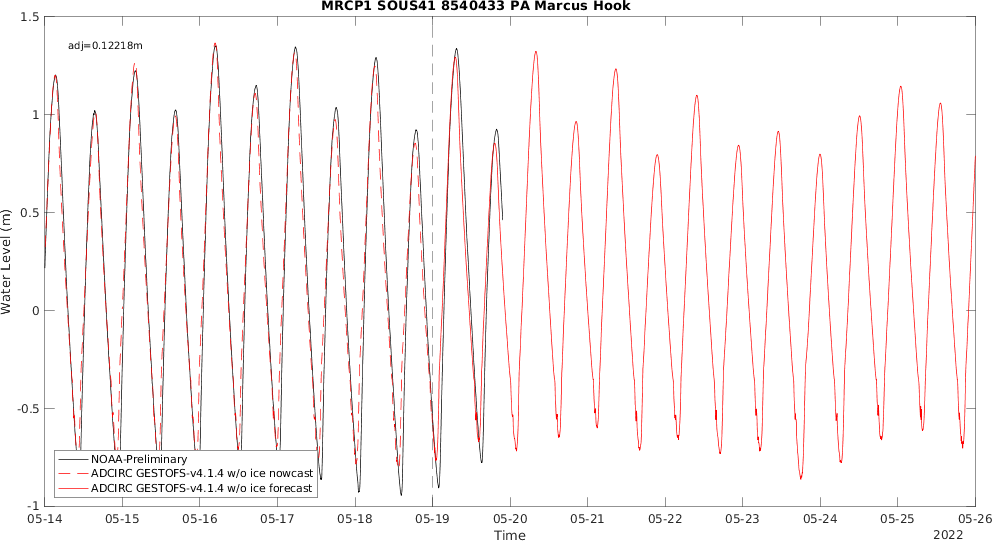 MRCP1 SOUS41 8540433 PA Marcus Hook
1.5
adj=0.12218m
1
0.5
0
-0.5
-1
Water Level (m)
NOAA-Preliminary
ADCIRC GESTOFS-v4.1.4 w/o ice nowcast
ADCIRC GESTOFS-v4.1.4 w/o ice forecast
05-14 05-15 05-16 05-17 05-18 05-19 05-20 05-21 05-22 05-23 05-24 05-25 05-26
Time
2022